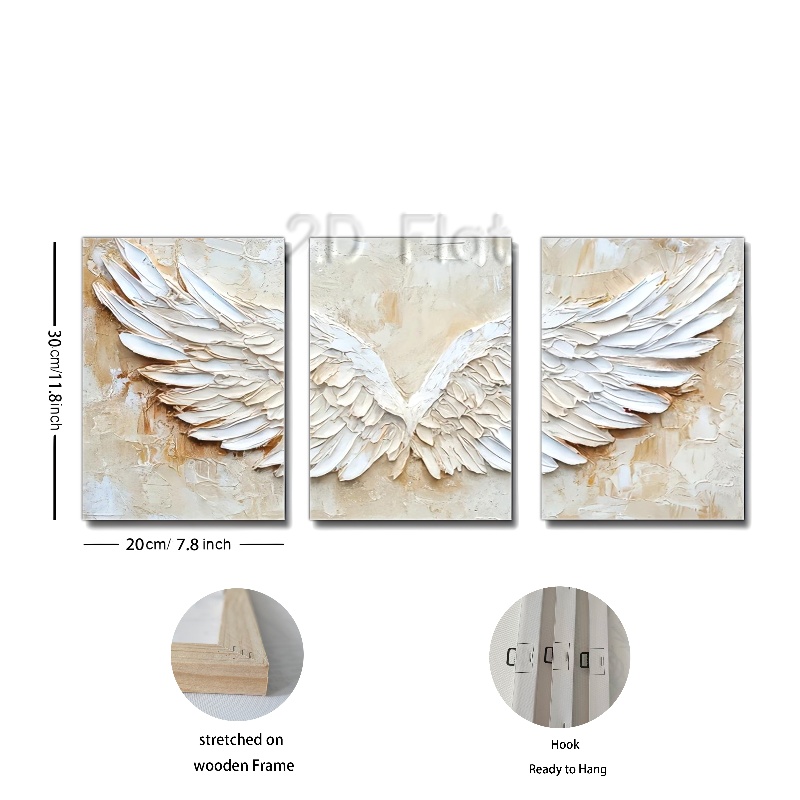 2D Flat
30cm/11.8inch
20cm/ 7.8 inch
stretched on
wooden Frame
Hook
Ready to Hang